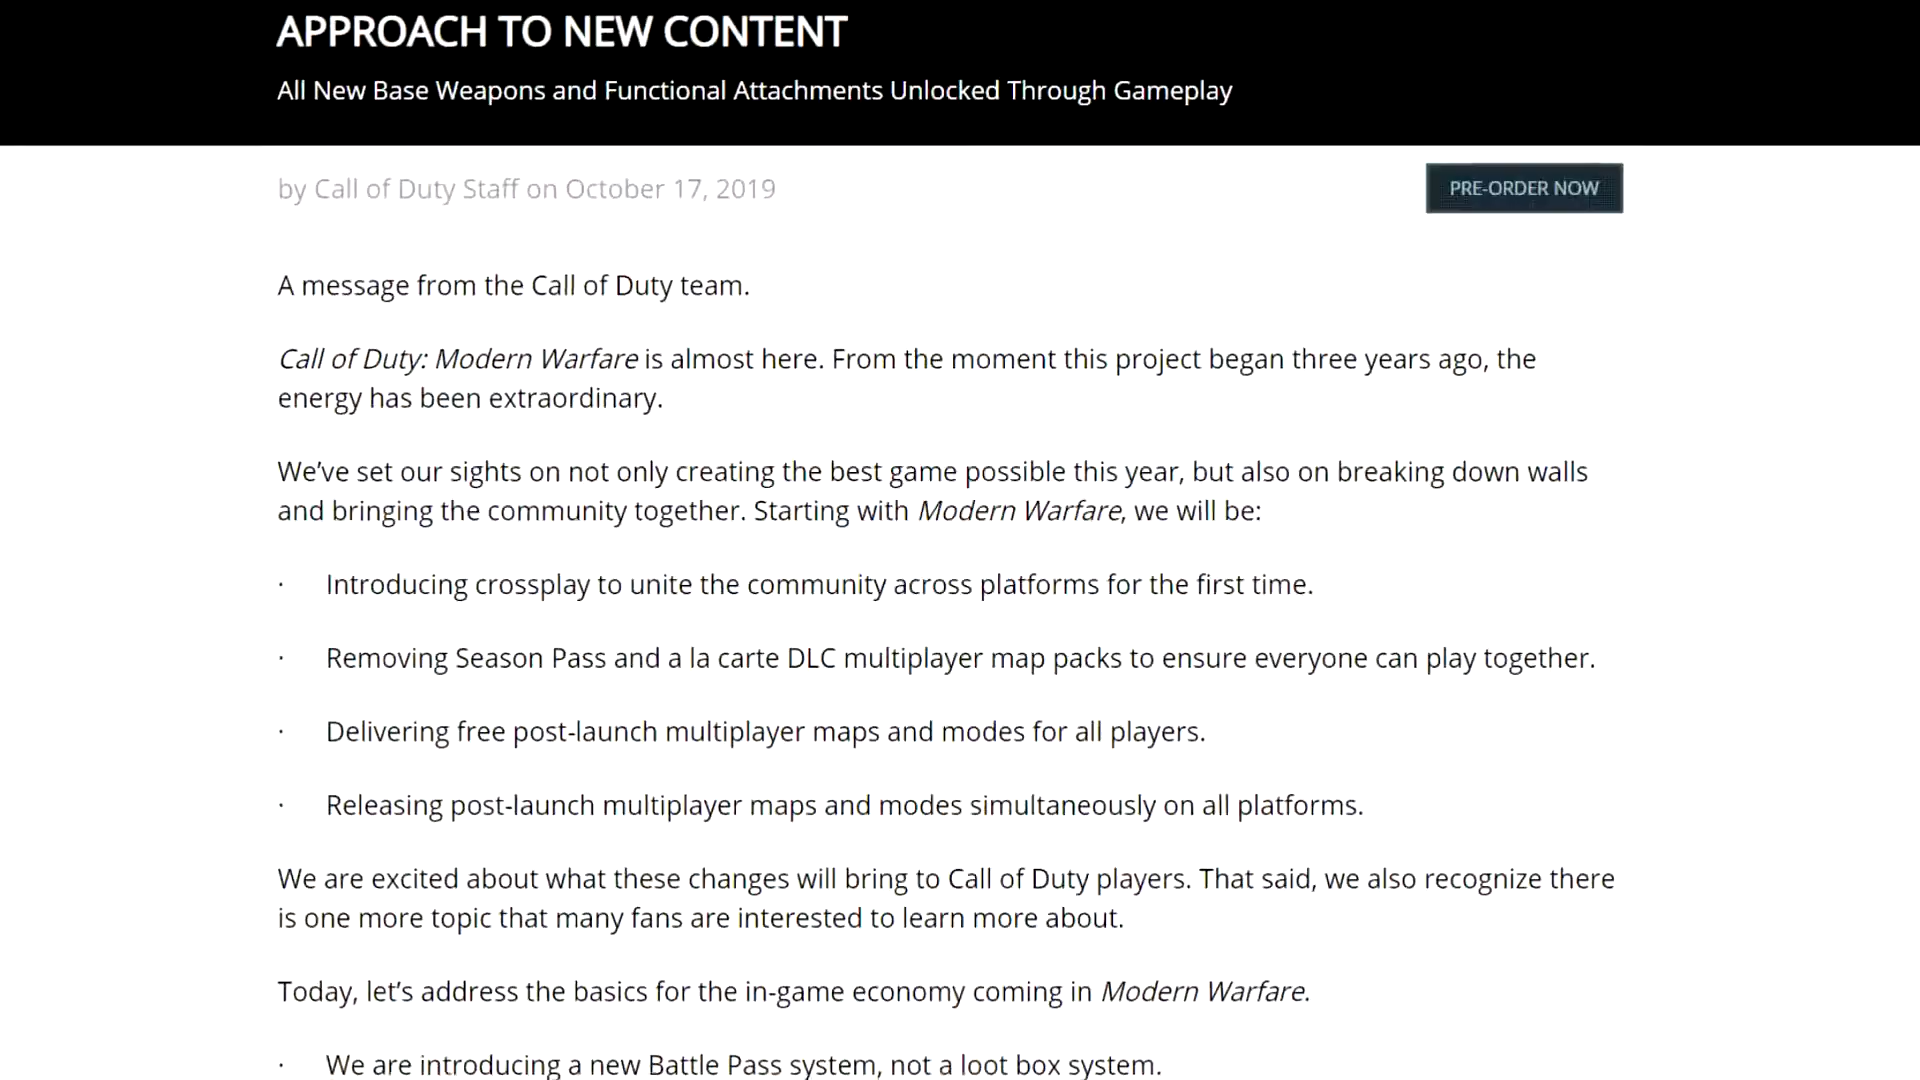 APPROACH TO NEW CONTENT
All New Base Weapons and Functional Attachments Unlocked Through Gameplay
by Call of Duty Staff on October 17, 2019
PRE-ORDER NOW
A message from the Call of Duty team.
Call of Duty: Modern Warfare is almost here. From the moment this project began three years ago, the
energy has been extraordinary.
We’ve set our sights on not only creating the best game possible this year, but also on breaking down walls
and bringing the community together. Starting with Modern Warfare, we will be:
· Introducing crossplay to unite the community across platforms for the first time.
· Removing Season Pass and a la carte DLC multiplayer map packs to ensure everyone can play together.
· Delivering free post-launch multiplayer maps and modes for all players.
· Releasing post-launch multiplayer maps and modes simultaneously on all platforms.
We are excited about what these changes will bring to Call of Duty players. That said, we also recognize there
is one more topic that many fans are interested to learn more about.
Today, let’s address the basics for the in-game economy coming in Modern Warfare.
· We are introducing a new Battle Pass system, not a loot box system.